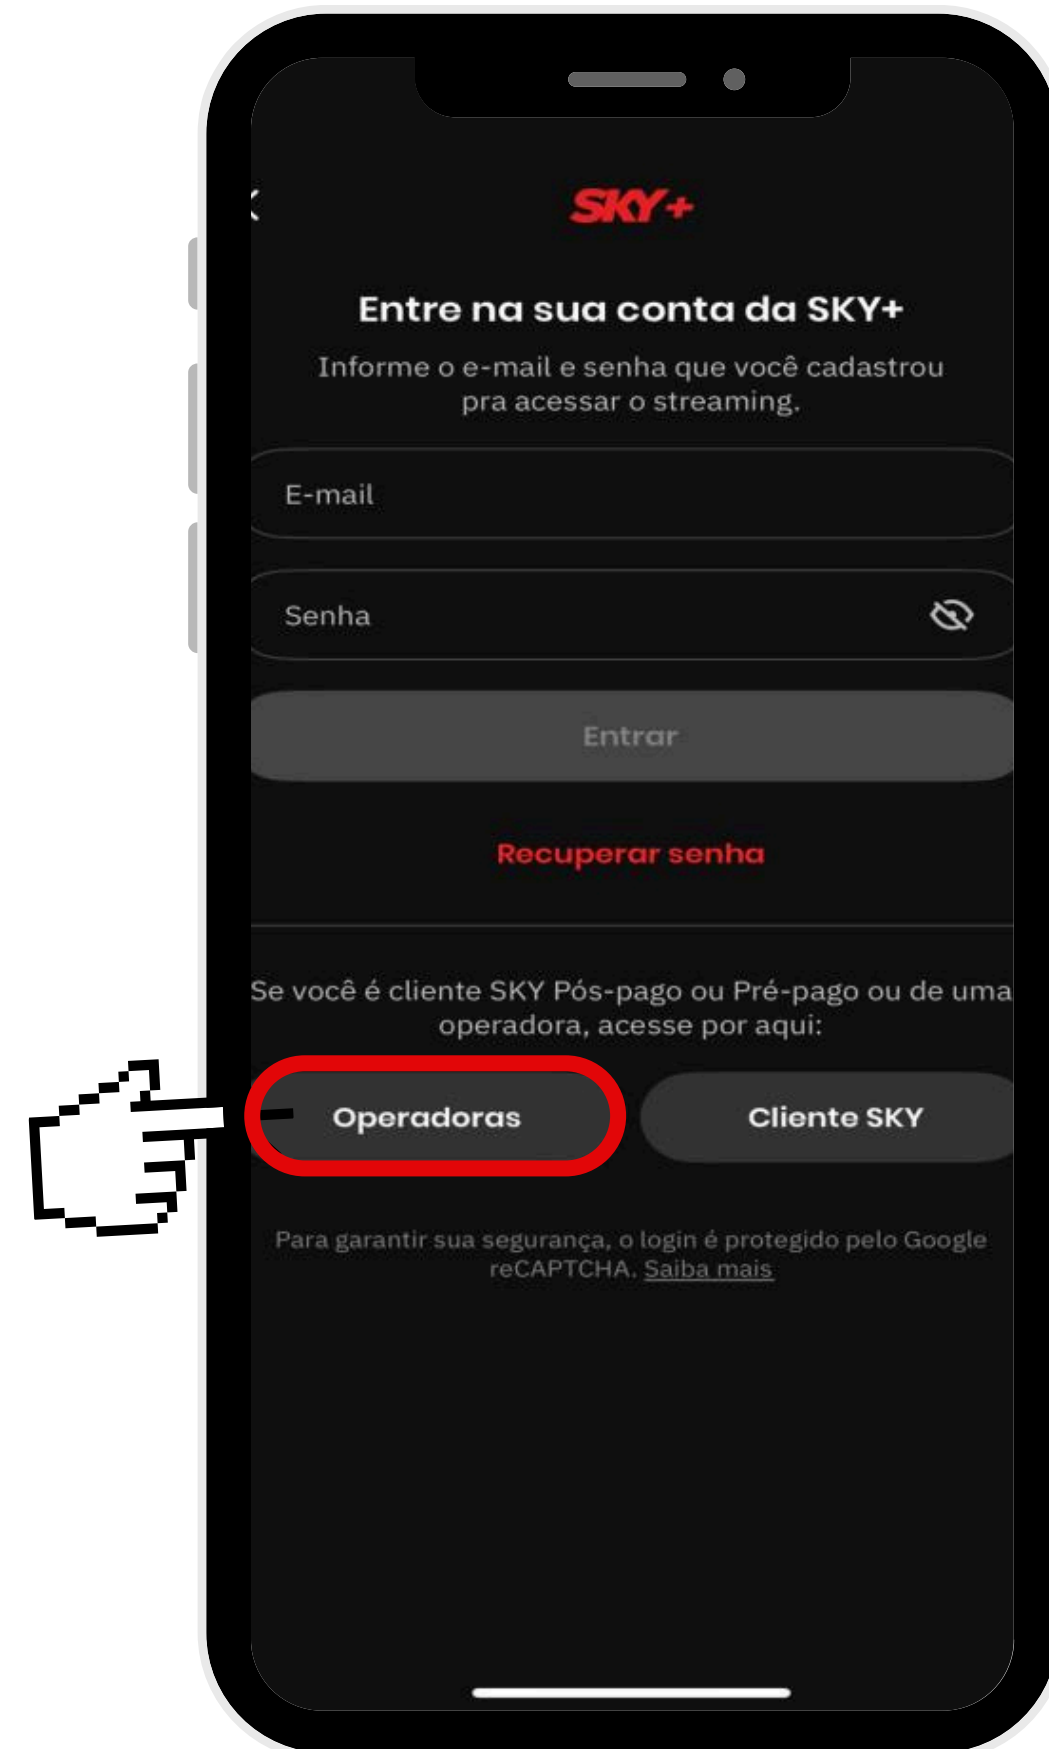 SKY+
Entre na sua conta da SKY+
Informe o e-mail e senha que você cadastrou
pra acessar o streaming.
E-mail
Senha
Entrar
Recuperar senha
Se você é cliente SKY Pós-pago ou Pré-pago ou de uma
operadora, acesse por aqui:
Operadoras
Cliente SKY
Para garantir sua segurança, o login é protegido pelo Google
reCAPTCHA. Saiba mais